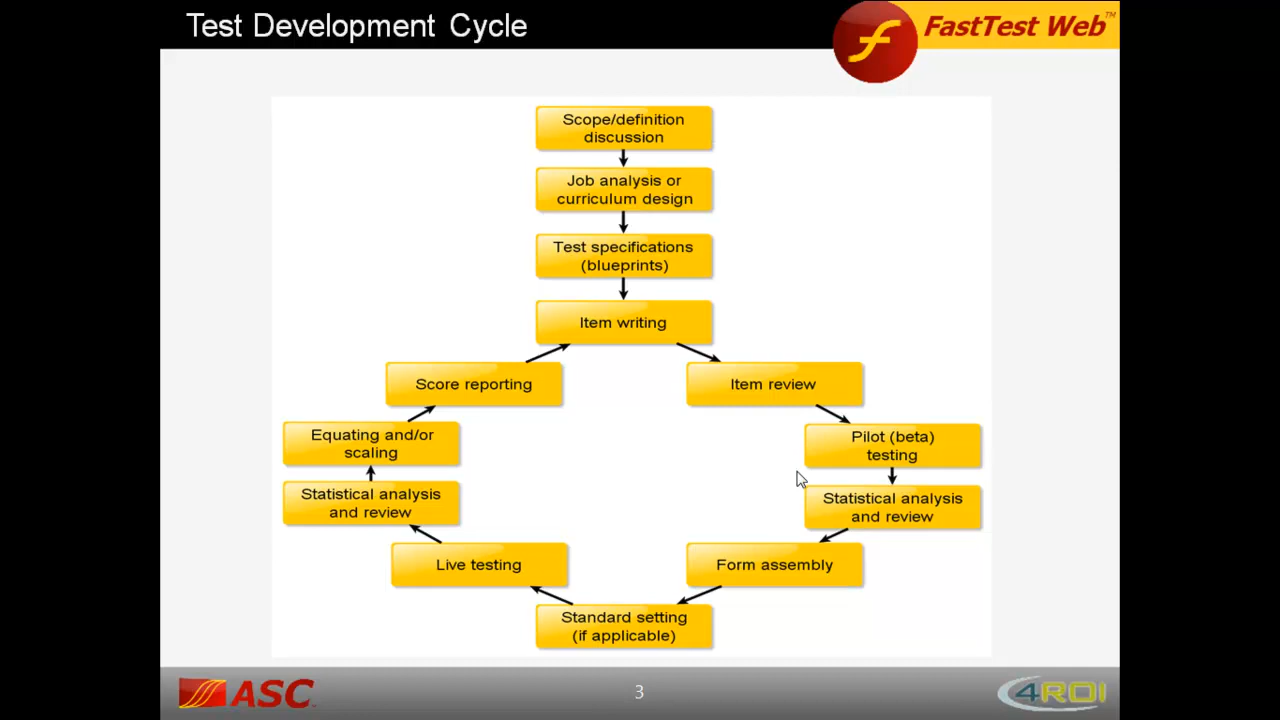 Test Development Cycle
FastTest Web™
Scope/definition
discussion
Job analysis or
curriculum design
Test specifications
(blueprints)
Item writing
Score reporting
Item review
Equating and/or
scaling
Pilot (beta)
testing
Statistical analysis
and review
Statistical analysis
and review
Live testing
Form assembly
Standard setting
(if applicable)
ASC
3
4ROI